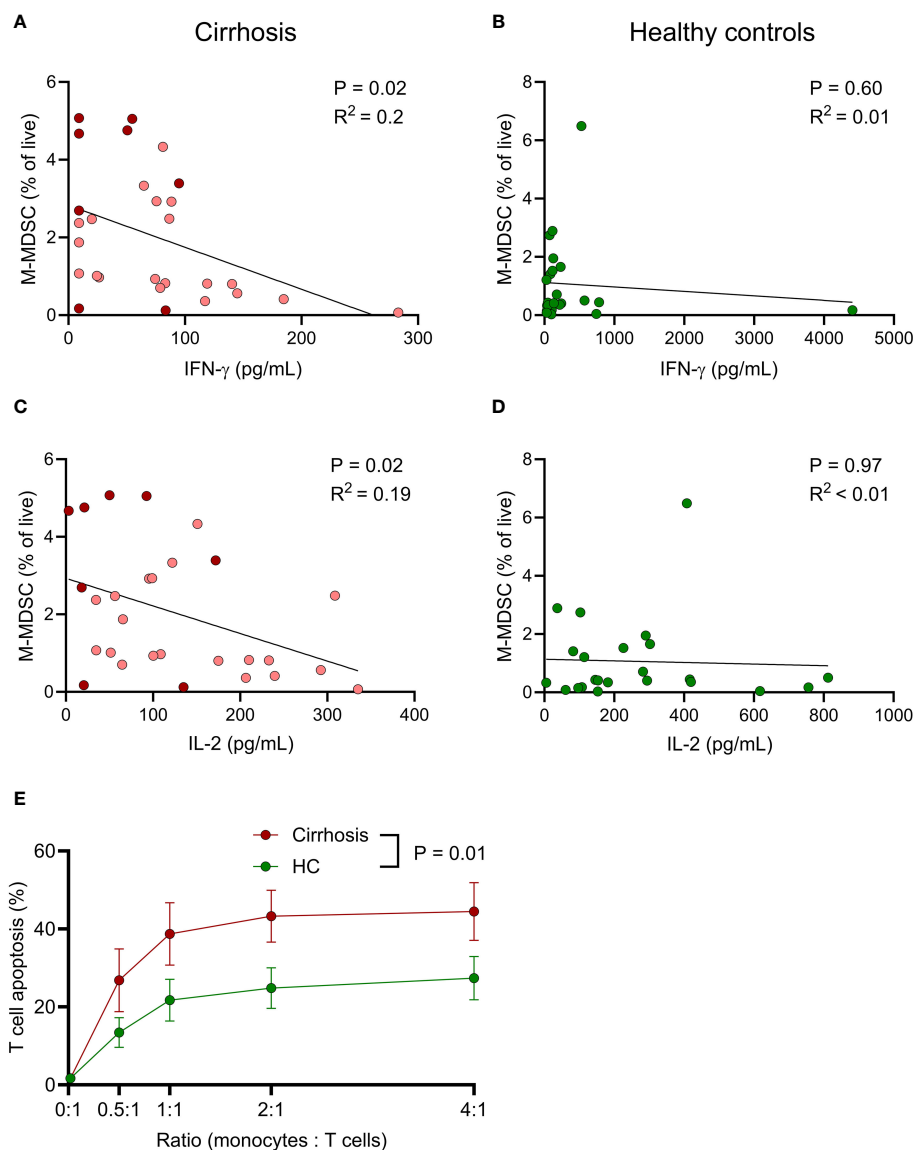 A
Cirrhosis
P = 0.02
R² = 0.2
M-MDSC (% of live)
6
4
2
0
0 100 200 300
IFN-γ (pg/mL)
B
Healthy controls
P = 0.60
R² = 0.01
M-MDSC (% of live)
8
6
4
2
0
0 1000 2000 3000 4000 5000
IFN-γ (pg/mL)
C
P = 0.02
R² = 0.19
M-MDSC (% of live)
6
4
2
0
0 100 200 300 400
IL-2 (pg/mL)
D
P = 0.97
R² < 0.01
M-MDSC (% of live)
8
6
4
2
0
0 200 400 600 800 1000
IL-2 (pg/mL)
E
Cirrhosis
HC
P = 0.01
T cell apoptosis (%)
60
40
20
0
0:1 0.5:1 1:1 2:1 4:1
Ratio (monocytes : T cells)